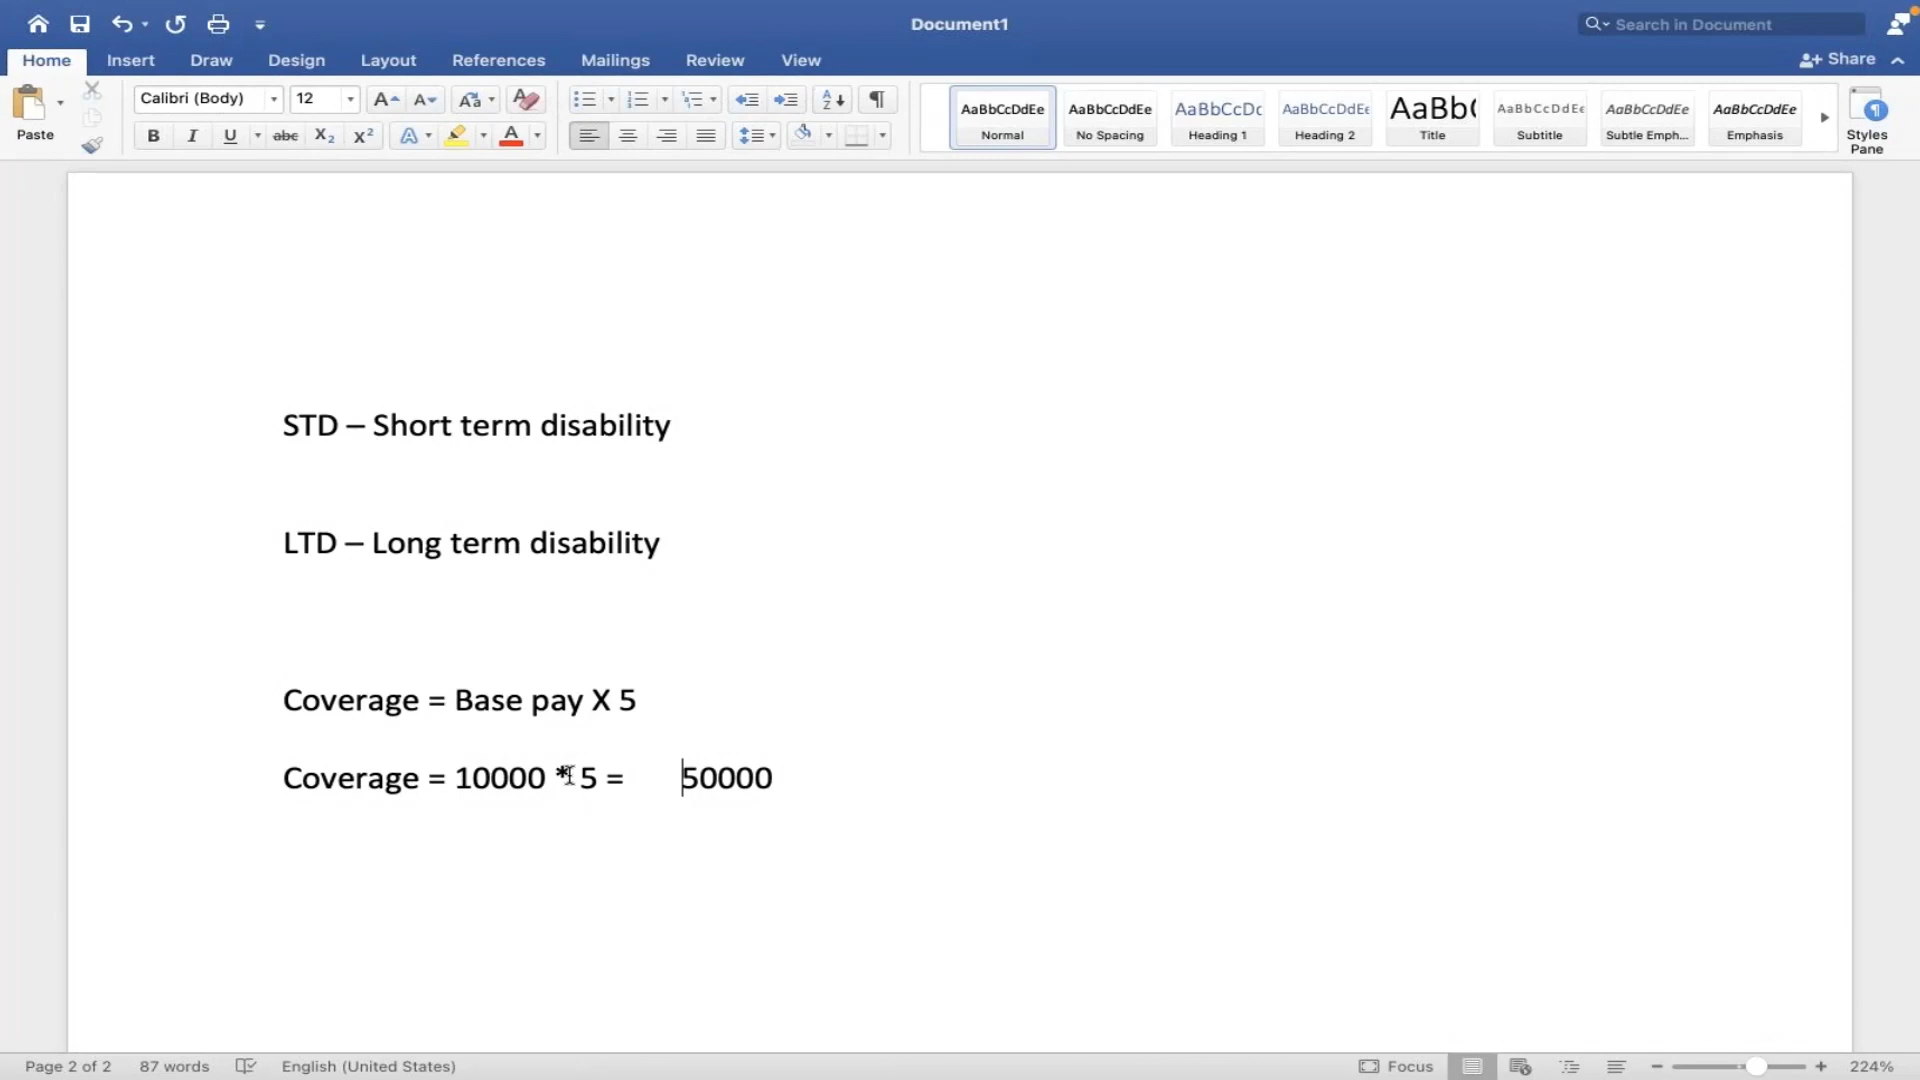 Document1
Search in Document
Home Insert Draw Design Layout References Mailings Review View
Share
Paste
Calibri (Body) 12
AaBbCcDdEe Normal
AaBbCcDdEe No Spacing
AaBbCcDc Heading 1
AaBbCcDdEe Heading 2
AaBb( Title
AaBbCcDdEe Subtitle
AaBbCcDdEe Subtle Emph...
AaBbCcDdEe Emphasis
Styles
Pane
STD – Short term disability
LTD – Long term disability
Coverage = Base pay X 5
Coverage = 10000 * 5 = 50000
Page 2 of 2 87 words English (United States) Focus 224%